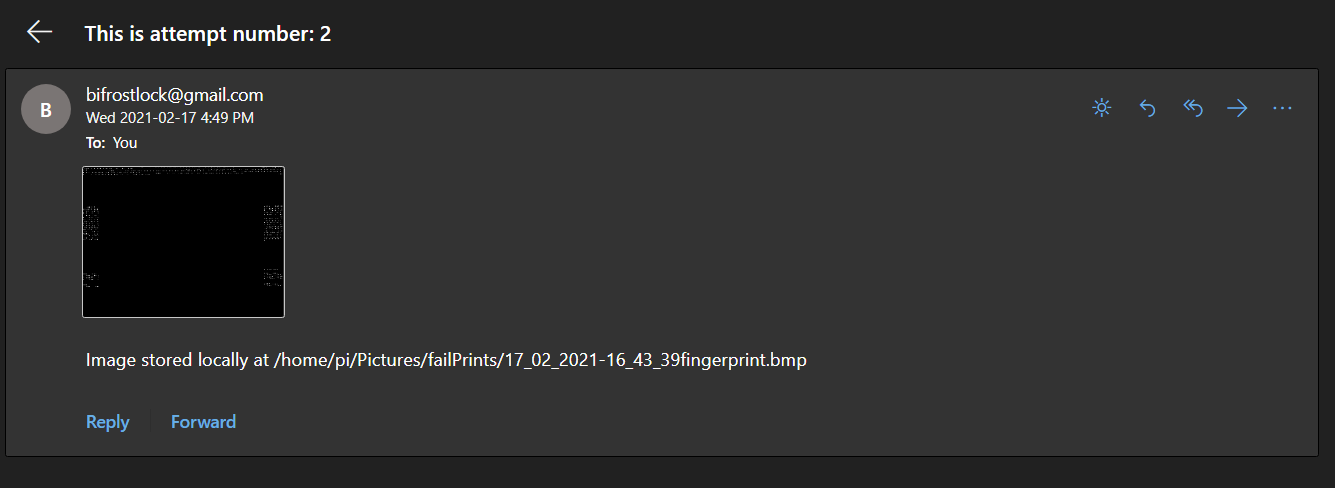 This is attempt number: 2
B
bifrostlock@gmail.com
Wed 2021-02-17 4:49 PM
To: You
Image stored locally at /home/pi/Pictures/failPrints/17_02_2021-16_43_39fingerprint.bmp
Reply
Forward